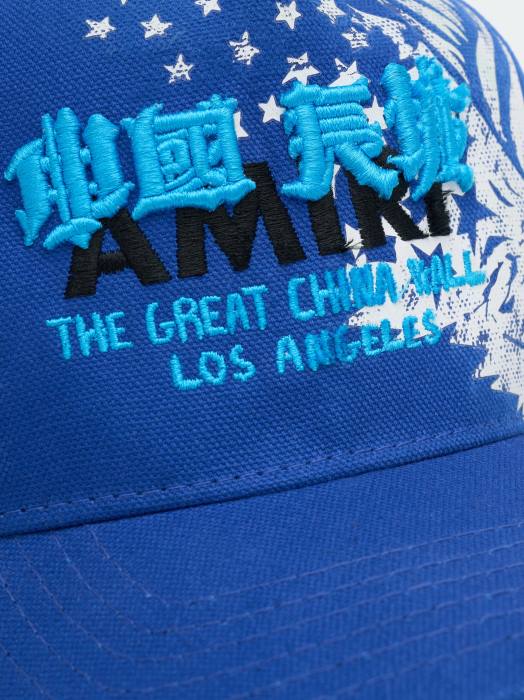 中國長城
AMIRI
THE GREAT CHINA WALL
LOS ANGELES